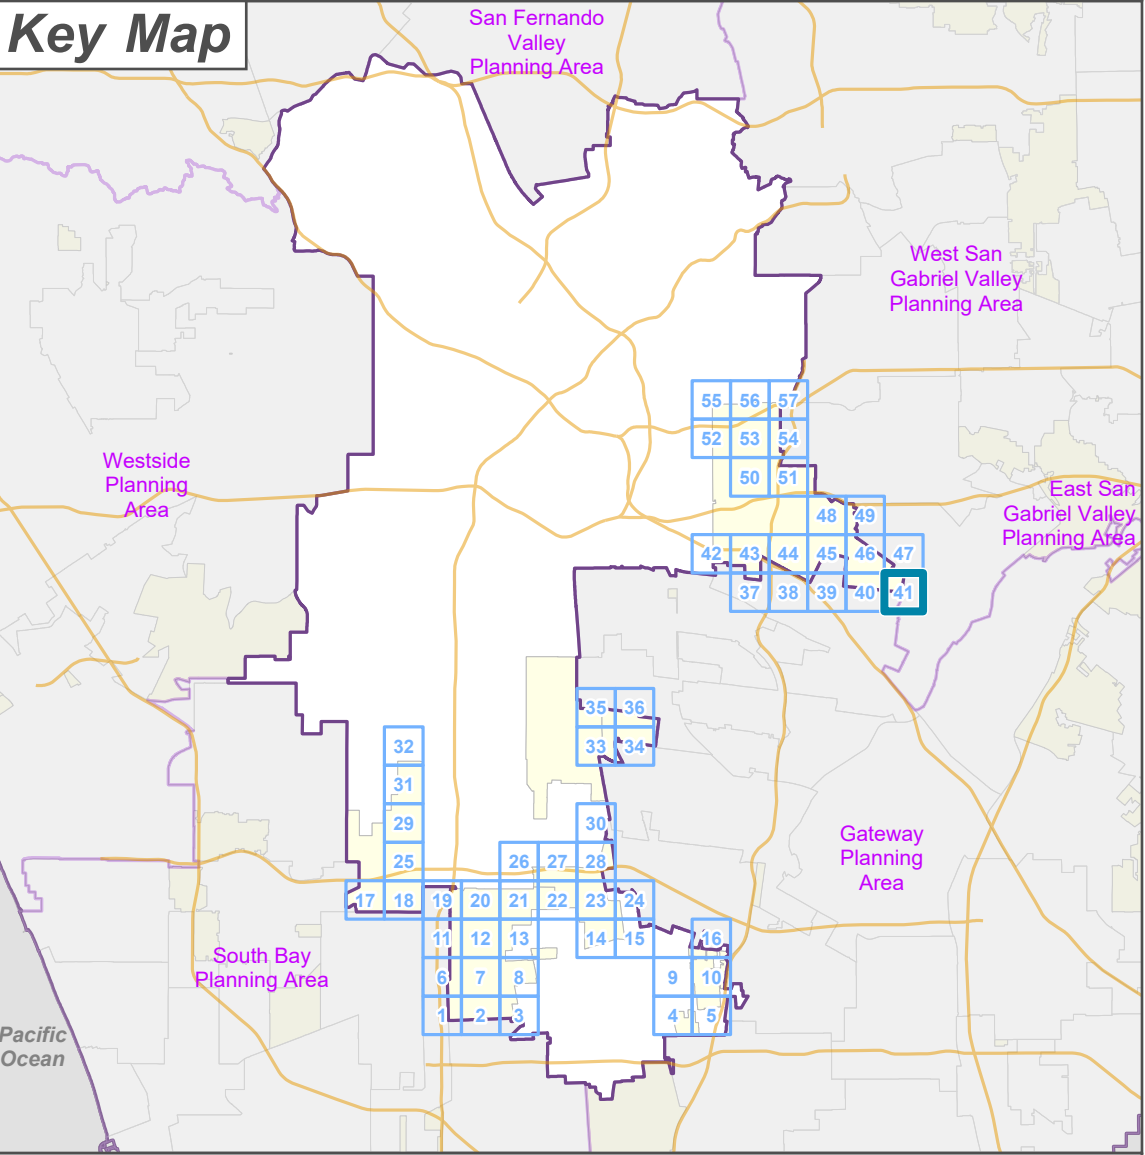 Key Map
San Fernando
Valley
Planning Area
West San
Gabriel Valley
Planning Area
55 56 57
52 53 54
Westside
Planning
Area
50 51
East San
Gabriel Valley
Planning Area
48 49
42 43 44 45 46 47
37 38 39 40 41
35 36
32 33 34
31
29 30
Gateway
Planning
Area
25 26 27 28
17 18 19 20 21 22 23 24
11 12 13 14 15 16
South Bay
Planning Area
6 7 8 9 10
1 2 3 4 5
Pacific
Ocean